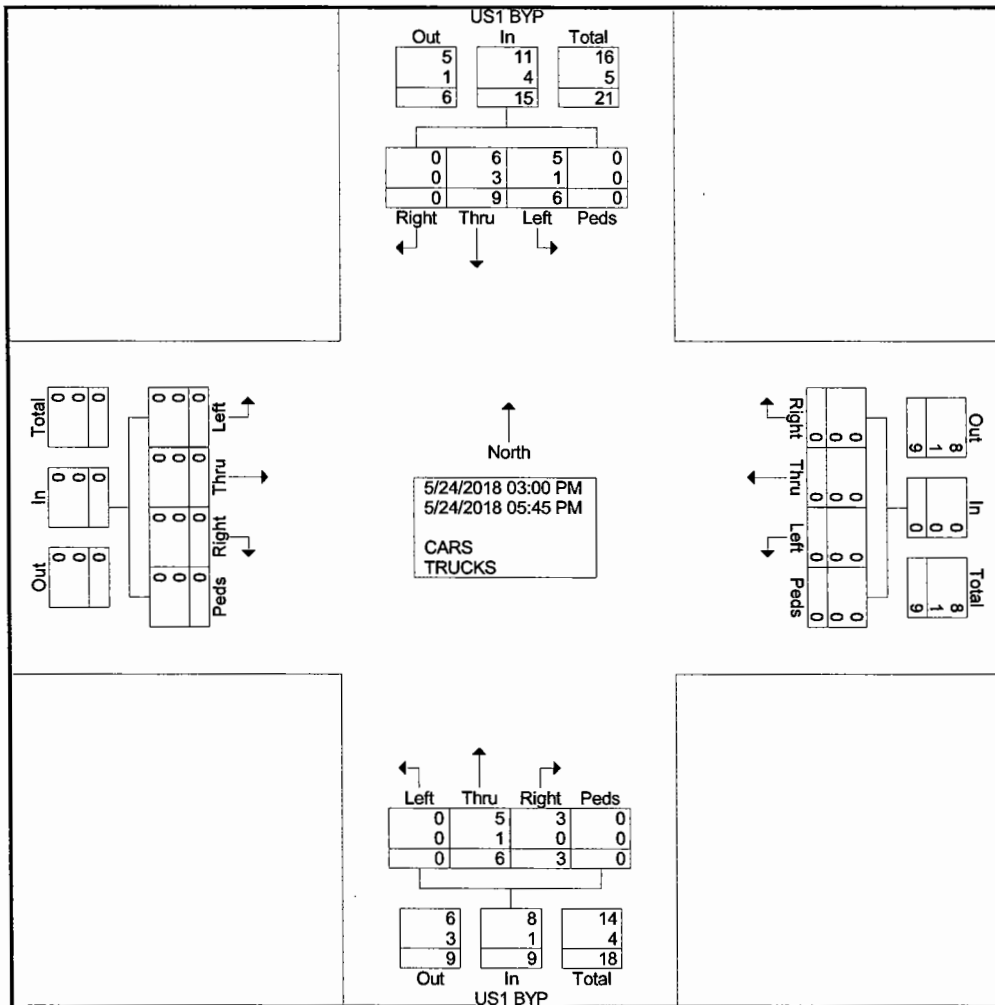 US1 BYP
Out In Total
5 11 16
1 4 5
6 15 21
0 6 5 0
0 3 1 0
0 9 6 0
Right Thru Left Peds
Total
0 0 0
In
0 0 0
Out
0 0 0
Left
0 0 0
Thru
0 0 0
Right
0 0 0
Peds
0 0 0
North
5/24/2018 03:00 PM
5/24/2018 05:45 PM
CARS
TRUCKS
Right
0 0 0
Thru
0 0 0
Left
0 0 0
Peds
0 0 0
Out
8 1 9
In
0 0 0
Total
8 1 9
Left Thru Right Peds
0 5 3 0
0 1 0 0
0 6 3 0
6 8 14
3 1 4
9 9 18
Out In Total
US1 BYP